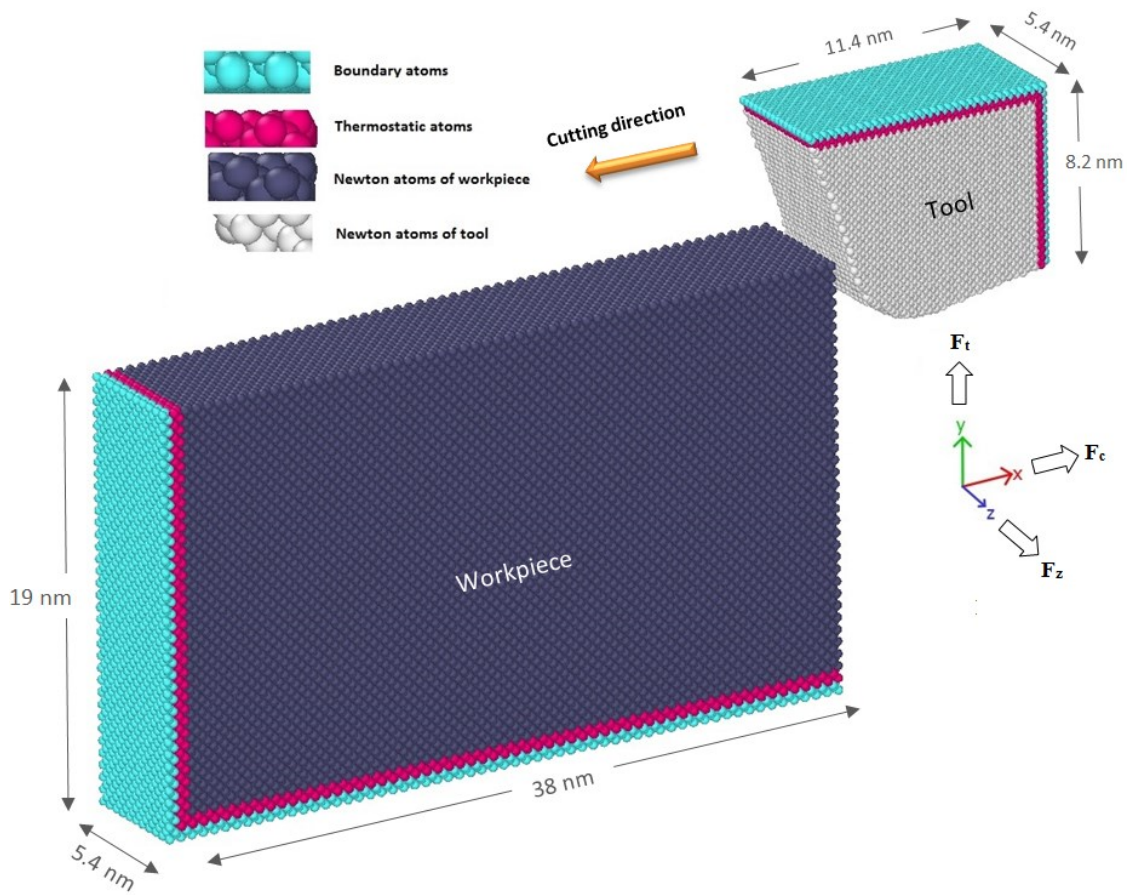 11.4 nm
5.4 nm
Boundary atoms
Thermostatic atoms
Cutting direction
Newton atoms of workpiece
8.2 nm
Tool
Newton atoms of tool
Ft
y
Fc
x
z
Fz
Workpiece
19 nm
38 nm
5.4 nm